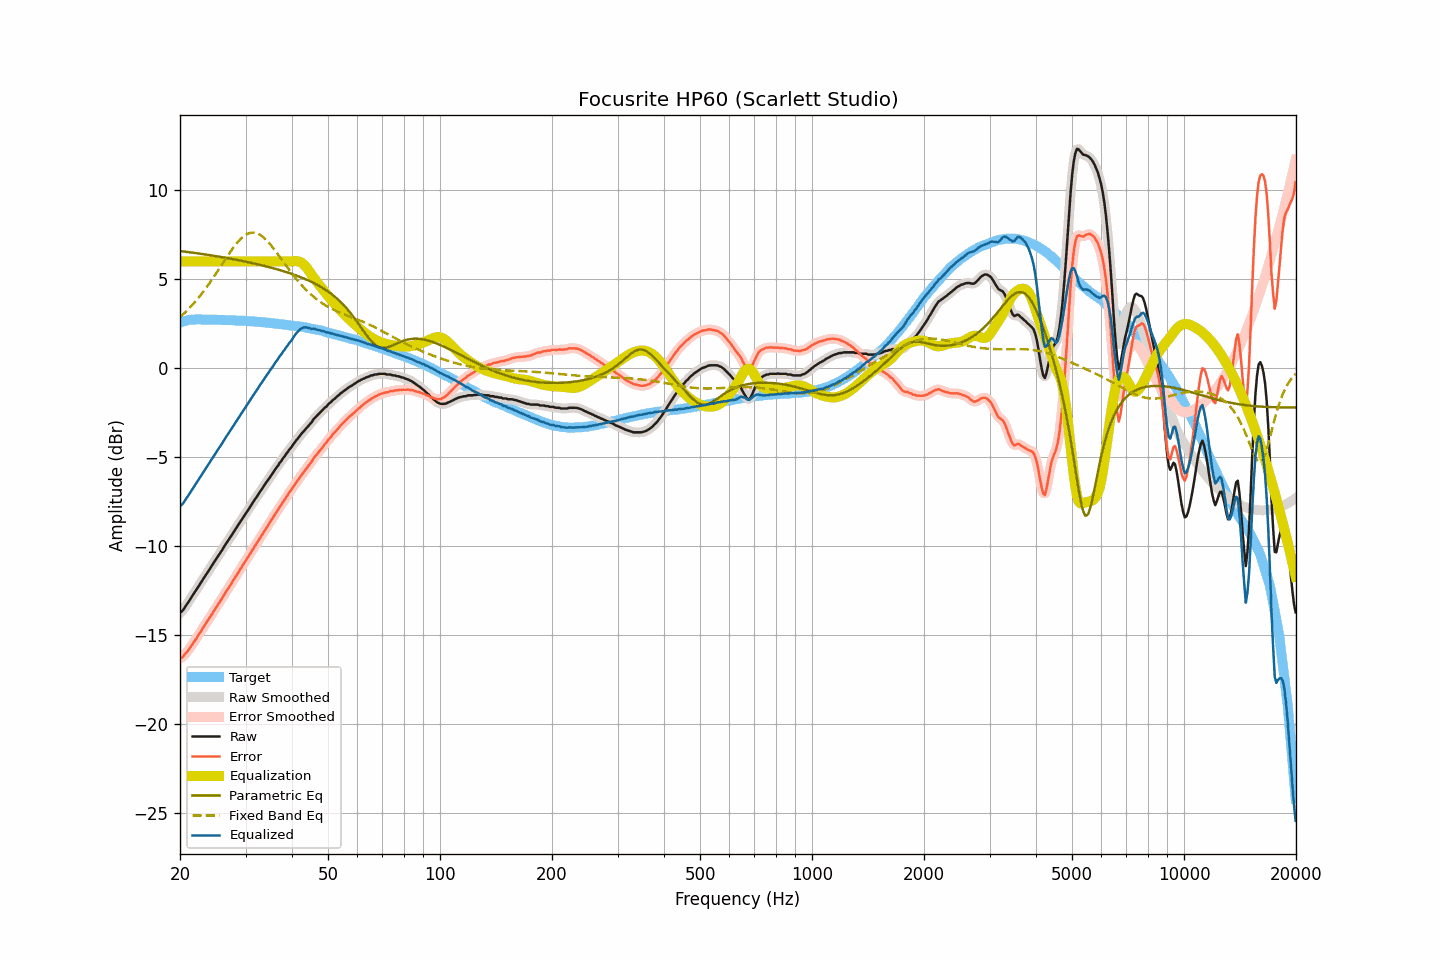 Focusrite HP60 (Scarlett Studio)
10
5
0
−5
−10
−15
−20
−25
Amplitude (dBr)
Target
Raw Smoothed
Error Smoothed
Raw
Error
Equalization
Parametric Eq
Fixed Band Eq
Equalized
20 50 100 200 500 1000 2000 5000 10000 20000
Frequency (Hz)